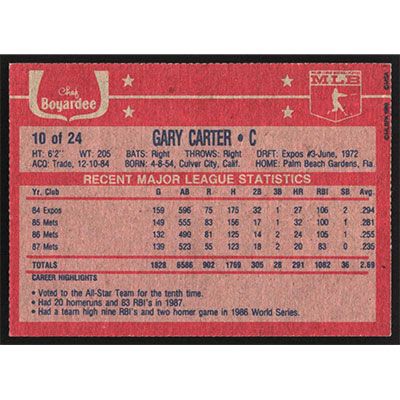 Chef
Boyardee
MLB
10 of 24 GARY CARTER • C
HT: 6'2" WT: 205 BATS: Right THROWS: Right DRFT: Expos #3-June, 1972
ACQ: Trade, 12-10-84 BORN: 4-8-54, Culver City, Calif. HOME: Palm Beach Gardens, Fla.
RECENT MAJOR LEAGUE STATISTICS
Yr. Club G AB R H 2B 3B HR RBI SB Avg.
84 Expos 159 596 75 175 32 1 27 106 2 .294
85 Mets 149 555 83 156 17 1 32 100 1 .281
86 Mets 132 490 81 125 14 2 24 105 1 .255
87 Mets 139 523 55 123 18 2 20 83 0 .235
TOTALS 1828 6586 902 1769 305 28 291 1082 36 2.69
CAREER HIGHLIGHTS
• Voted to the All-Star Team for the tenth time.
• Had 20 homeruns and 83 RBI's in 1987.
• Had a team high nine RBI's and two homer game in 1986 World Series.